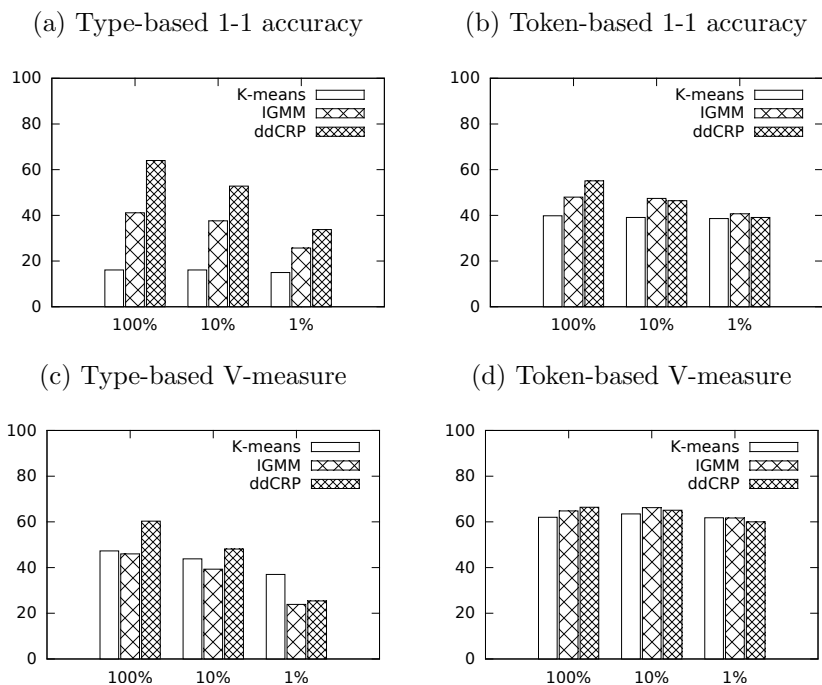 (a) Type-based 1-1 accuracy
100
80
60
40
20
0
K-means
IGMM
ddCRP
100% 10% 1%
(b) Token-based 1-1 accuracy
100
80
60
40
20
0
K-means
IGMM
ddCRP
100% 10% 1%
(c) Type-based V-measure
100
80
60
40
20
0
K-means
IGMM
ddCRP
100% 10% 1%
(d) Token-based V-measure
100
80
60
40
20
0
K-means
IGMM
ddCRP
100% 10% 1%